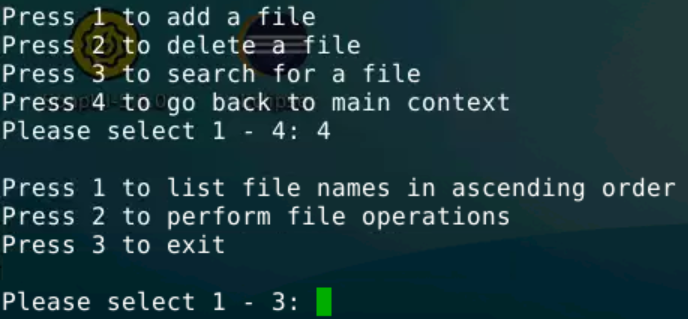 Press 1 to add a file
Press 2 to delete a file
Press 3 to search for a file
Press 4 to go back to main context
Please select 1 - 4: 4
Press 1 to list file names in ascending order
Press 2 to perform file operations
Press 3 to exit
Please select 1 - 3: